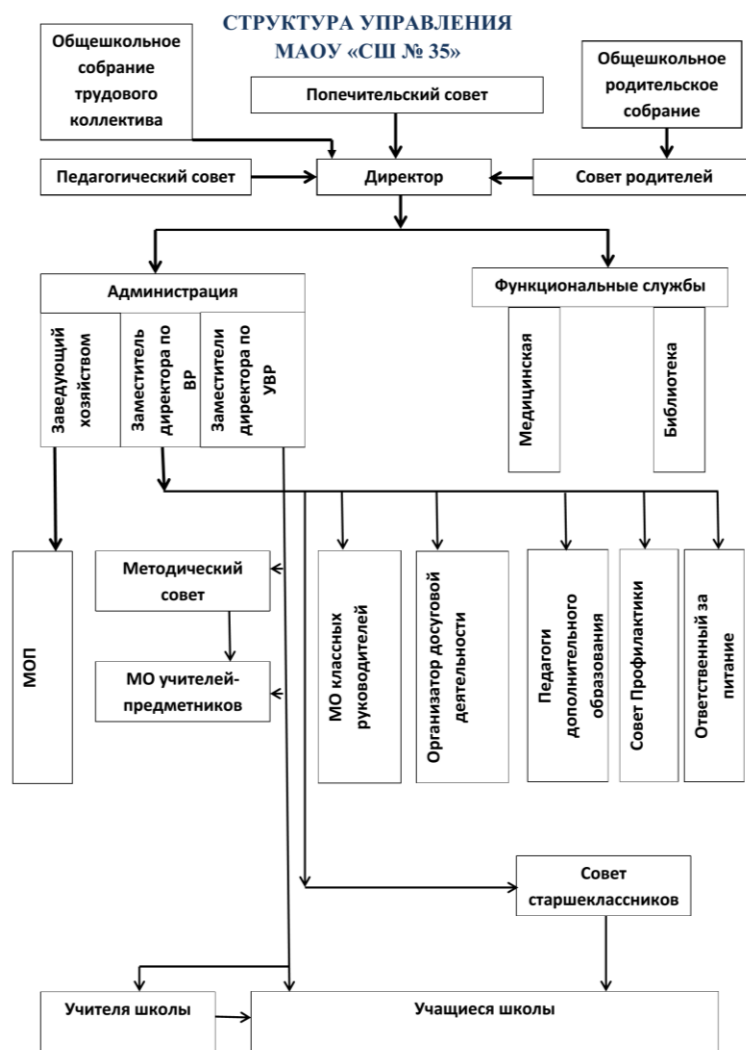 СТРУКТУРА УПРАВЛЕНИЯ
МАОУ «СШ № 35»
Общешкольное
собрание
трудового
коллектива
Попечительский совет
Общешкольное
родительское
собрание
Педагогический совет
Директор
Совет родителей
Администрация
Функциональные службы
Заведующий
хозяйством
Заместитель
директора по
ВР
Заместители
директора по
УВР
Медицинская
Библиотека
МОП
Методический
совет
МО учителей-
предметников
МО классных
руководителей
Организатор досуговой
деятельности
Педагоги
дополнительного
образования
Совет Профилактики
Ответственный за
питание
Совет
старшеклассников
Учителя школы
Учащиеся школы